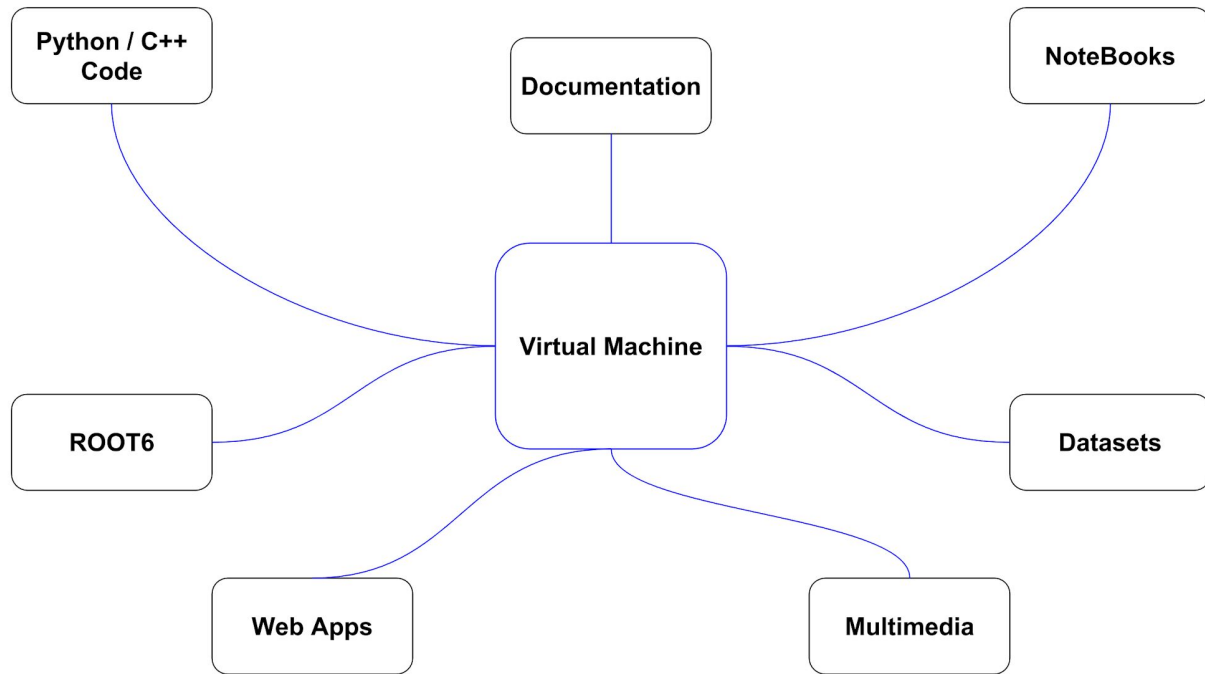 Python / C++
Code
Documentation
NoteBooks
Virtual Machine
ROOT6
Datasets
Web Apps
Multimedia